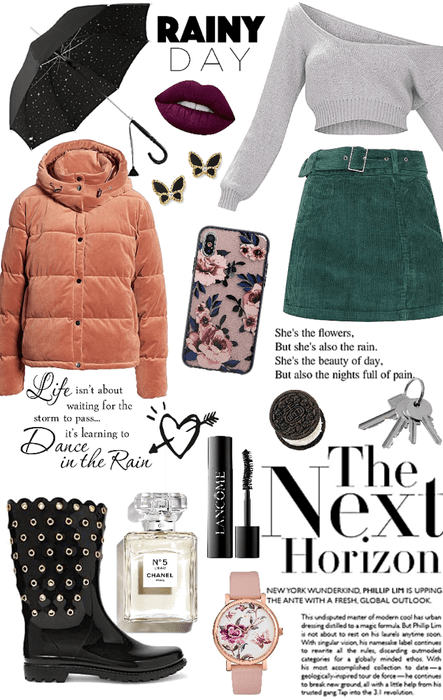 RAINY
DAY
She's the flowers,
But she's also the rain.
She's the beauty of day,
But also the nights full of pain.
Life isn't about
waiting for the
storm to pass...
it's learning to
Dance
in the Rain
LANCÔME
N°5
L'EAU
CHANEL
PARIS
The
Next
Horizon
NEW YORK WUNDERKIND, PHILLIP LIM IS UPPING
THE ANTE WITH A FRESH, GLOBAL OUTLOOK.
This undisputed master of modern cool has urban
dressing distilled to a magic formula. But Phillip Lim
is not about to rest on his laurels anytime soon.
With singular vision, his namesake label continues
to rewrite all the rules, discarding outmoded
categories for a globally minded ethos. With
his most accomplished collection to date—a
geologically-inspired tour de force—he continues
to break new ground, all with a little help from his
trusted gang. Tap into the 3.1 revolution.